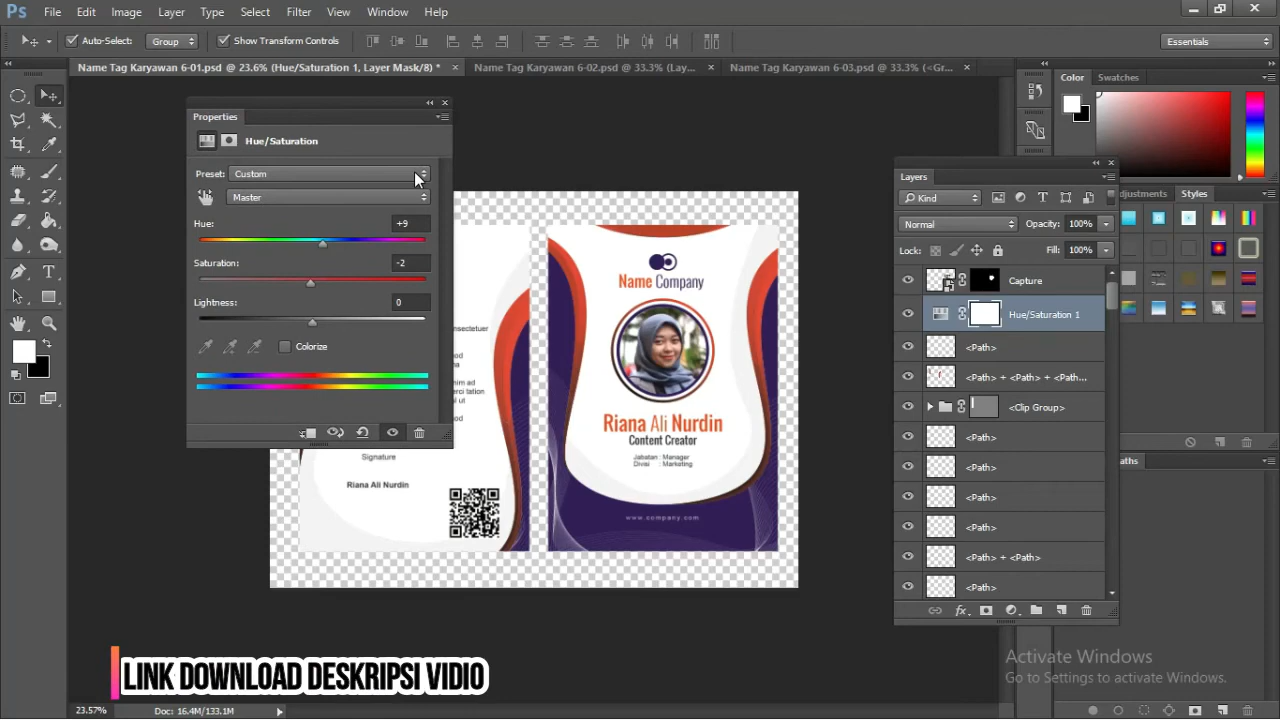 Ps File Edit Image Layer Type Select Filter View Window Help
Auto-Select: Group Show Transform Controls Essentials
Name Tag Karyawan 6-01.psd @ 23.6% (Hue/Saturation 1, Layer Mask/8) *
Name Tag Karyawan 6-02.psd @ 33.3% (Lay...
Name Tag Karyawan 6-03.psd @ 33.3% (<Gr...
Color Swatches
Properties
Hue/Saturation
Preset: Custom
Master
Hue: +9
Saturation: -2
Lightness: 0
Colorize
Signature
Riana Ali Nurdin
Name Company
Riana Ali Nurdin
Content Creator
Jabatan : Manager
Divisi : Marketing
www.company.com
Layers
Kind
Normal Opacity: 100%
Lock: Fill: 100%
Capture
Hue/Saturation 1
<Path>
<Path> + <Path> + <Pat...
<Clip Group>
<Path>
<Path>
<Path>
<Path>
<Path> + <Path>
<Path>
djustments Styles
aths
LINK DOWNLOAD DESKRIPSI VIDIO
Activate Windows
Go to Settings to activate Windows.
23.57% Doc: 16.4M/133.1M